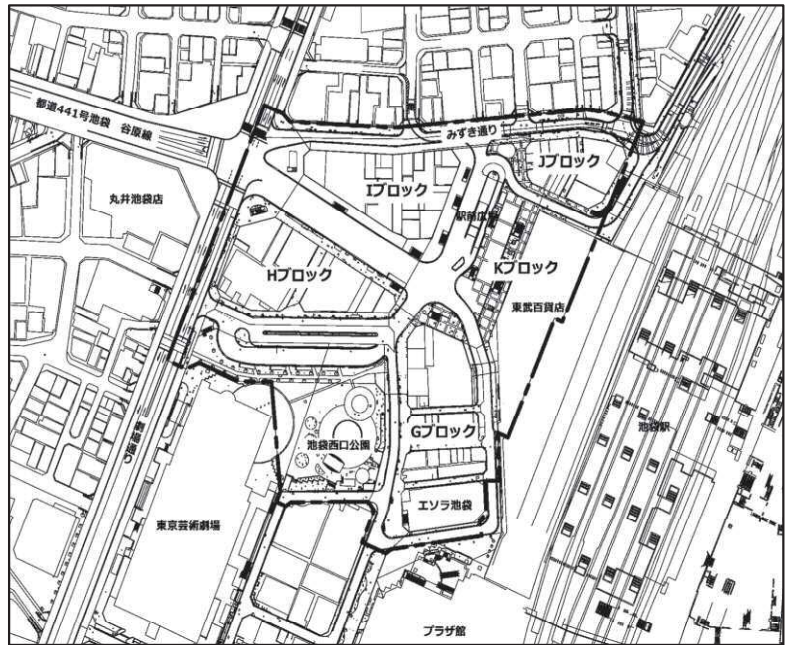 都道441号池袋　谷原線
みずき通り
Jブロック
Iブロック
丸井池袋店
駅前広場
Kブロック
Hブロック
東武百貨店
劇場通り
池袋西口公園
Gブロック
池袋駅
エソラ池袋
東京芸術劇場
プラザ館